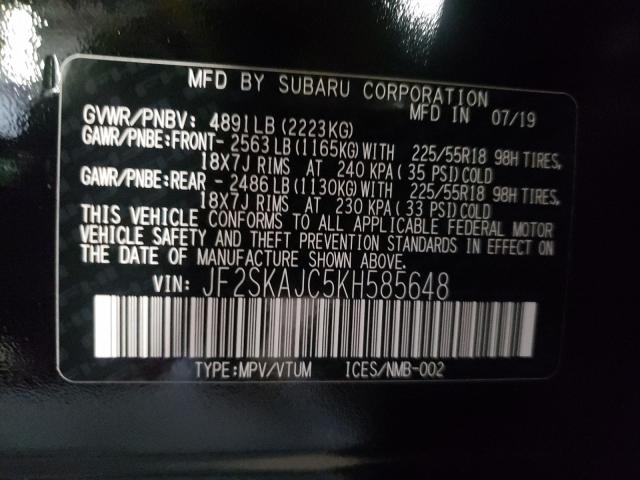 MFD BY SUBARU CORPORATION
GVWR/PNBV: 4891LB (2223KG) MFD IN 07/19
GAWR/PNBE:FRONT- 2563 LB (1165KG) WITH 225/55R18 98H TIRES,
18X7J RIMS AT 240 KPA ( 35 PSI) COLD
GAWR/PNBE:REAR - 2486 LB (1130KG) WITH 225/55R18 98H TIRES,
18X7J RIMS AT 230 KPA ( 33 PSI) COLD
THIS VEHICLE CONFORMS TO ALL APPLICABLE FEDERAL MOTOR
VEHICLE SAFETY AND THEFT PREVENTION STANDARDS IN EFFECT ON
THE DATE OF MANUFACTURE SHOWN ABOVE.
VIN: JF2SKAJC5KH585648
TYPE:MPV/VTUM ICES/NMB-002